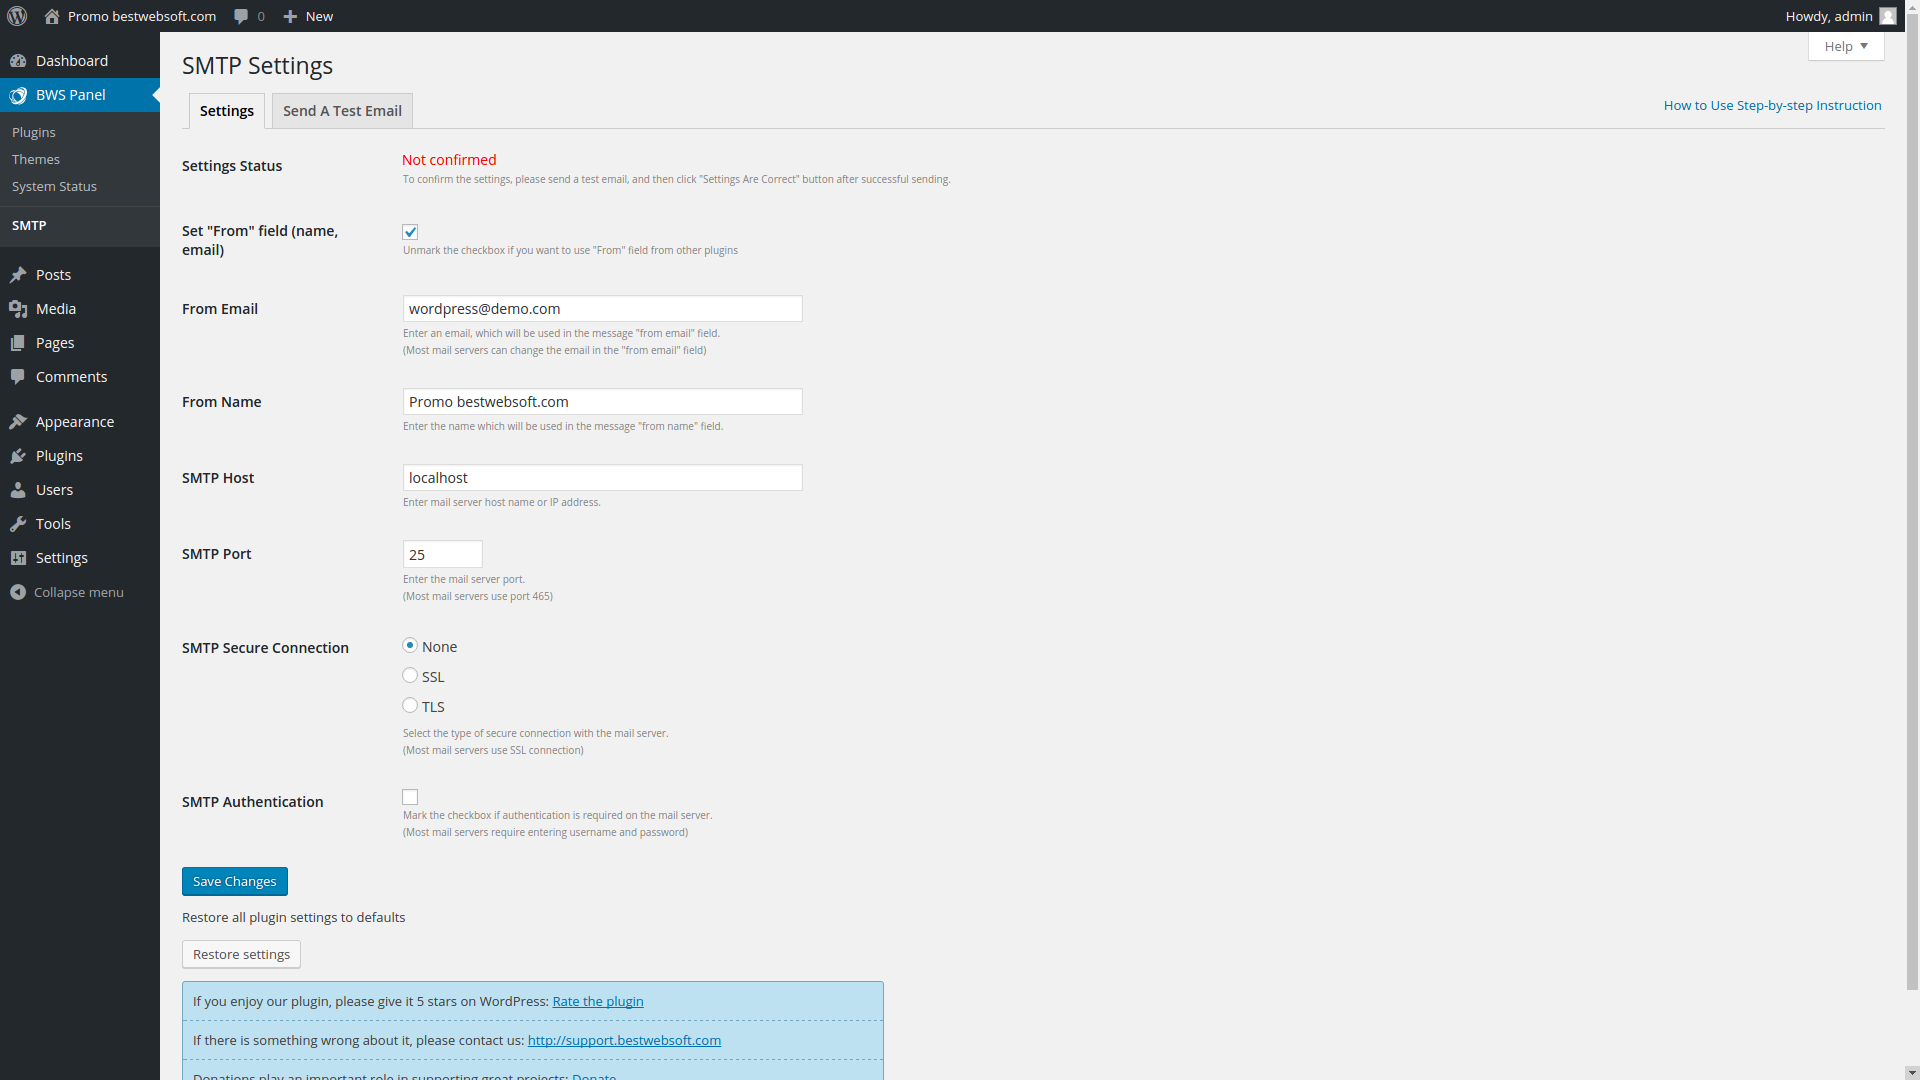 Promo bestwebsoft.com 0 New Howdy, admin
Help
Dashboard
BWS Panel
Plugins
Themes
System Status
SMTP
Posts
Media
Pages
Comments
Appearance
Plugins
Users
Tools
Settings
Collapse menu
SMTP Settings
Settings Send A Test Email
How to Use Step-by-step Instruction
Settings Status
Not confirmed
To confirm the settings, please send a test email, and then click "Settings Are Correct" button after successful sending.
Set "From" field (name,
email)
Unmark the checkbox if you want to use "From" field from other plugins
From Email
wordpress@demo.com
Enter an email, which will be used in the message "from email" field.
(Most mail servers can change the email in the "from email" field)
From Name
Promo bestwebsoft.com
Enter the name which will be used in the message "from name" field.
SMTP Host
localhost
Enter mail server host name or IP address.
SMTP Port
25
Enter the mail server port.
(Most mail servers use port 465)
SMTP Secure Connection
None
SSL
TLS
Select the type of secure connection with the mail server.
(Most mail servers use SSL connection)
SMTP Authentication
Mark the checkbox if authentication is required on the mail server.
(Most mail servers require entering username and password)
Save Changes
Restore all plugin settings to defaults
Restore settings
If you enjoy our plugin, please give it 5 stars on WordPress: Rate the plugin
If there is something wrong about it, please contact us: http://support.bestwebsoft.com
Donations play an important role in supporting great projects: Donate